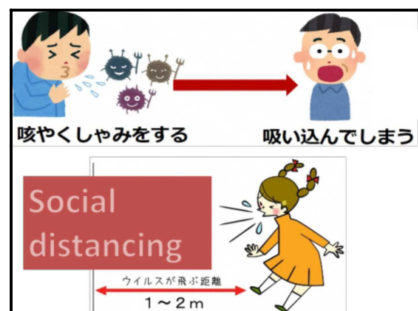 咳やくしゃみをする
吸い込んでしまう
Social
distancing
ウイルスが飛ぶ距離
1～2m